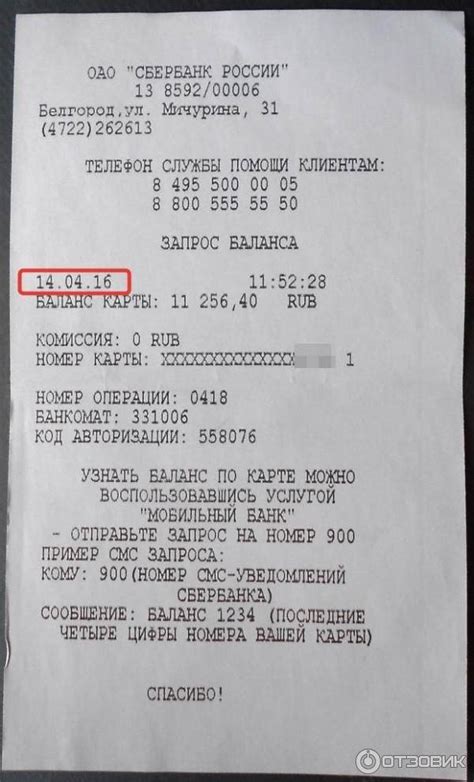 ОАО "СБЕРБАНК РОССИИ"
13 8592/00006
Белгород,ул. Мичурина, 31
(4722)262613
ТЕЛЕФОН СЛУЖБЫ ПОМОЩИ КЛИЕНТАМ:
8 495 500 00 05
8 800 555 55 50
ЗАПРОС БАЛАНСА
14.04.16 11:52:28
БАЛАНС КАРТЫ: 11 256,40 RUB
КОМИССИЯ: 0 RUB
НОМЕР КАРТЫ: XXXXXXXXXXXXXXX 1
НОМЕР ОПЕРАЦИИ: 0418
БАНКОМАТ: 331006
КОД АВТОРИЗАЦИИ: 558076
УЗНАТЬ БАЛАНС ПО КАРТЕ МОЖНО
ВОСПОЛЬЗОВАВШИСЬ УСЛУГОЙ
"МОБИЛЬНЫЙ БАНК"
- ОТПРАВЬТЕ ЗАПРОС НА НОМЕР 900
ПРИМЕР СМС ЗАПРОСА:
КОМУ: 900(НОМЕР СМС-УВЕДОМЛЕНИЙ
СБЕРБАНКА)
СООБЩЕНИЕ: БАЛАНС 1234 (ПОСЛЕДНИЕ
ЧЕТЫРЕ ЦИФРЫ НОМЕРА ВАШЕЙ КАРТЫ)
СПАСИБО!
ОТЗОВИК